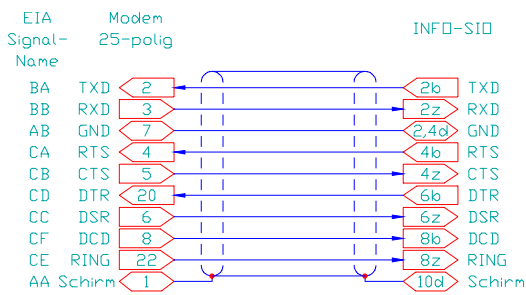 EIA Modem
Signal- 25-polig INFO-SIO
Name
BA TXD 2 2b TXD
BB RXD 3 2z RXD
AB GND 7 2,4d GND
CA RTS 4 4b RTS
CB CTS 5 4z CTS
CD DTR 20 6b DTR
CC DSR 6 6z DSR
CF DCD 8 8b DCD
CE RING 22 8z RING
AA Schirm 1 10d Schirm